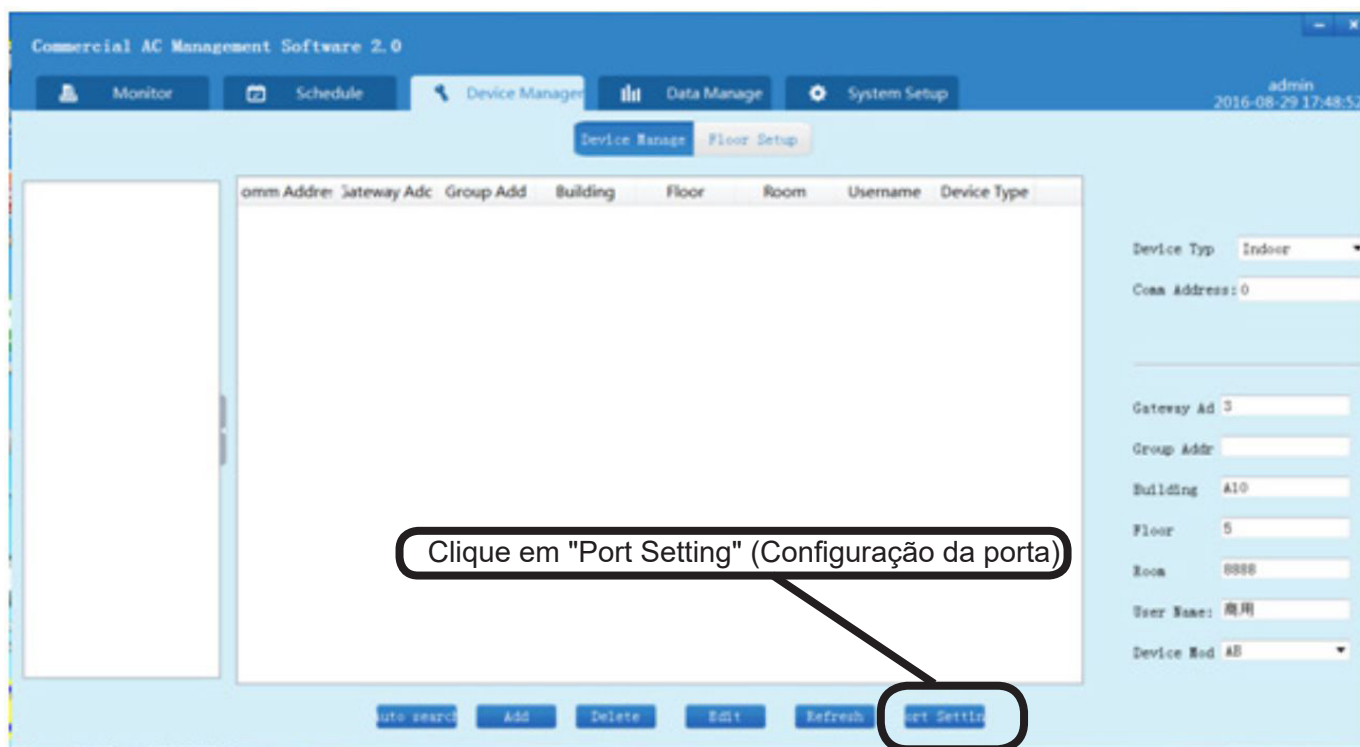 Commercial AC Management Software 2.0
Monitor Schedule Device Manager Data Manage System Setup
admin
2016-08-29 17:48:52
Device Manage Floor Setup
omm Addre Gateway Adc Group Add Building Floor Room Username Device Type
Device Typ Indoor
Comm Address: 0
Gateway Ad 3
Group Addr
Building A10
Floor 5
Clique em "Port Setting" (Configuração da porta)
Room 8888
User Name: 商用
Device Mod AB
uto search Add Delete Edit Refresh ort Settin